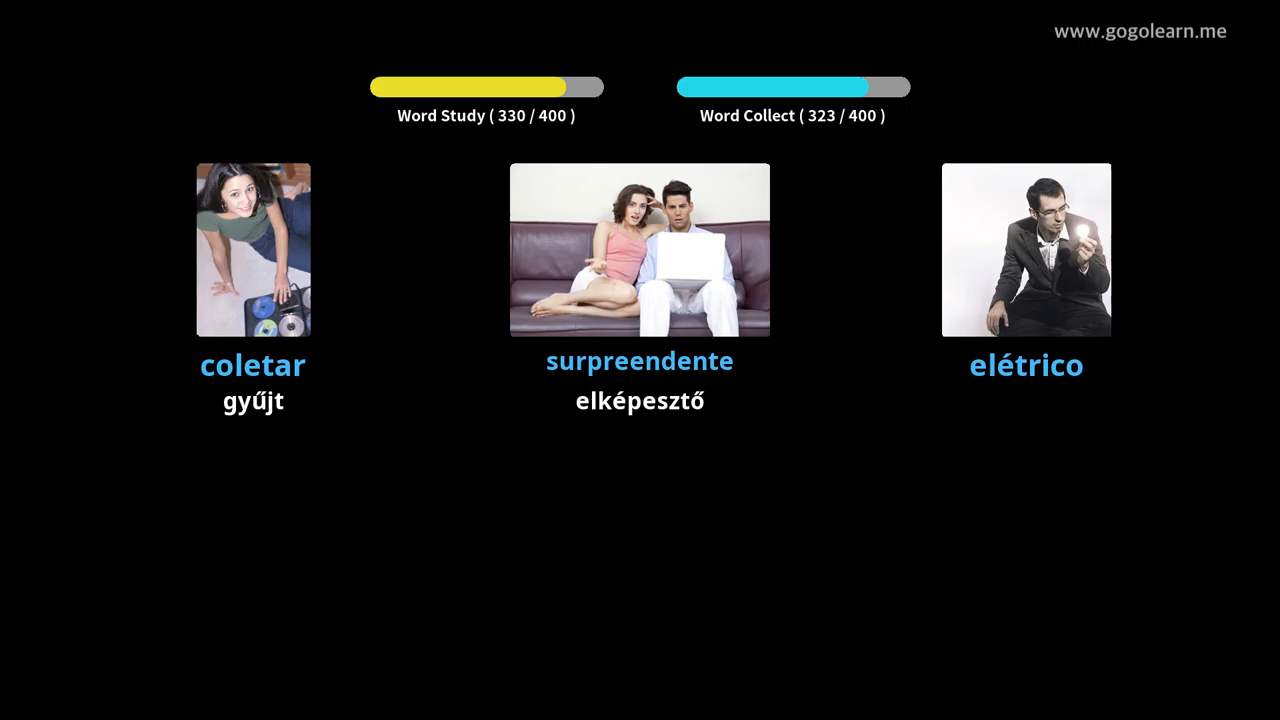 www.gogolearn.me
Word Study ( 330 / 400 )
Word Collect ( 323 / 400 )
coletar
surpreendente
elétrico
gyűjt
elképesztő